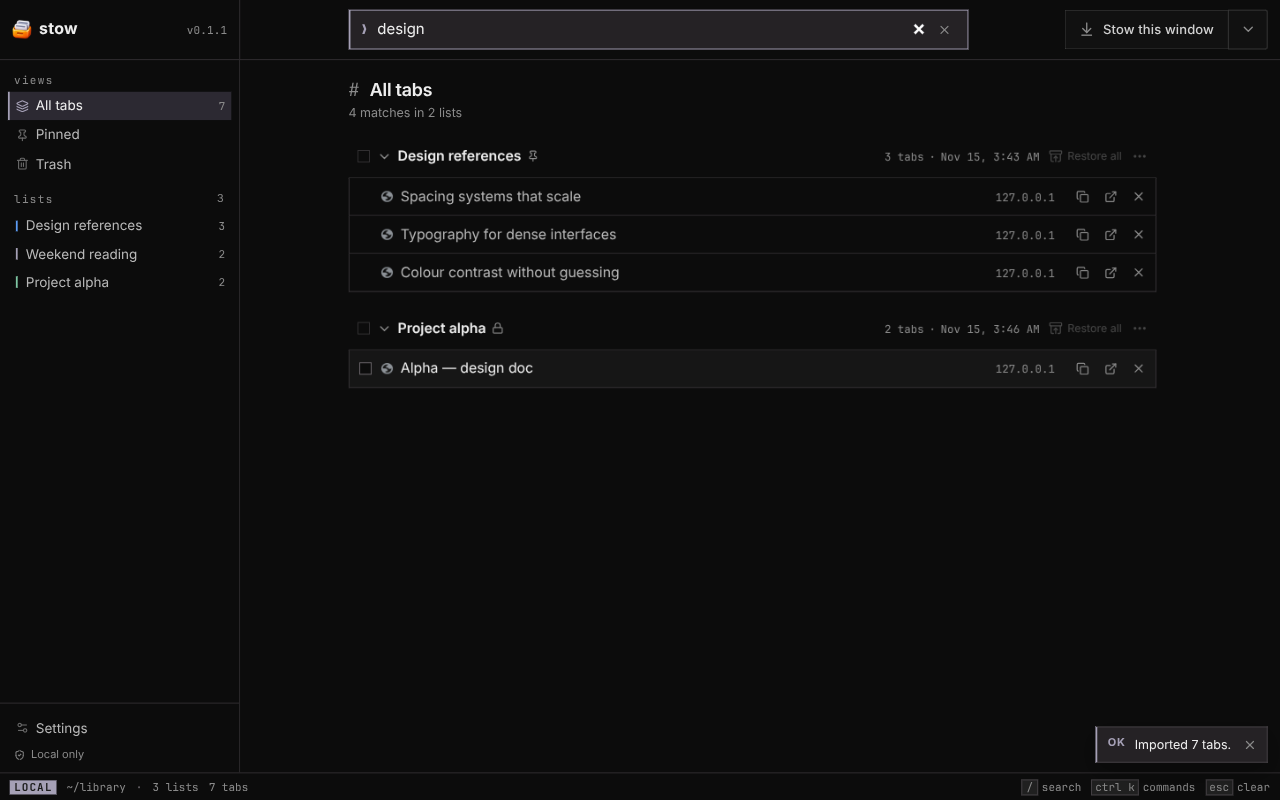 stow v0.1.1
design
Stow this window
views
All tabs 7
Pinned
Trash
lists 3
Design references 3
Weekend reading 2
Project alpha 2
# All tabs
4 matches in 2 lists
Design references 3 tabs · Nov 15, 3:43 AM Restore all
Spacing systems that scale 127.0.0.1
Typography for dense interfaces 127.0.0.1
Colour contrast without guessing 127.0.0.1
Project alpha 2 tabs · Nov 15, 3:46 AM Restore all
Alpha — design doc 127.0.0.1
Settings
Local only
OK Imported 7 tabs.
LOCAL ~/library · 3 lists 7 tabs
/ search ctrl k commands esc clear